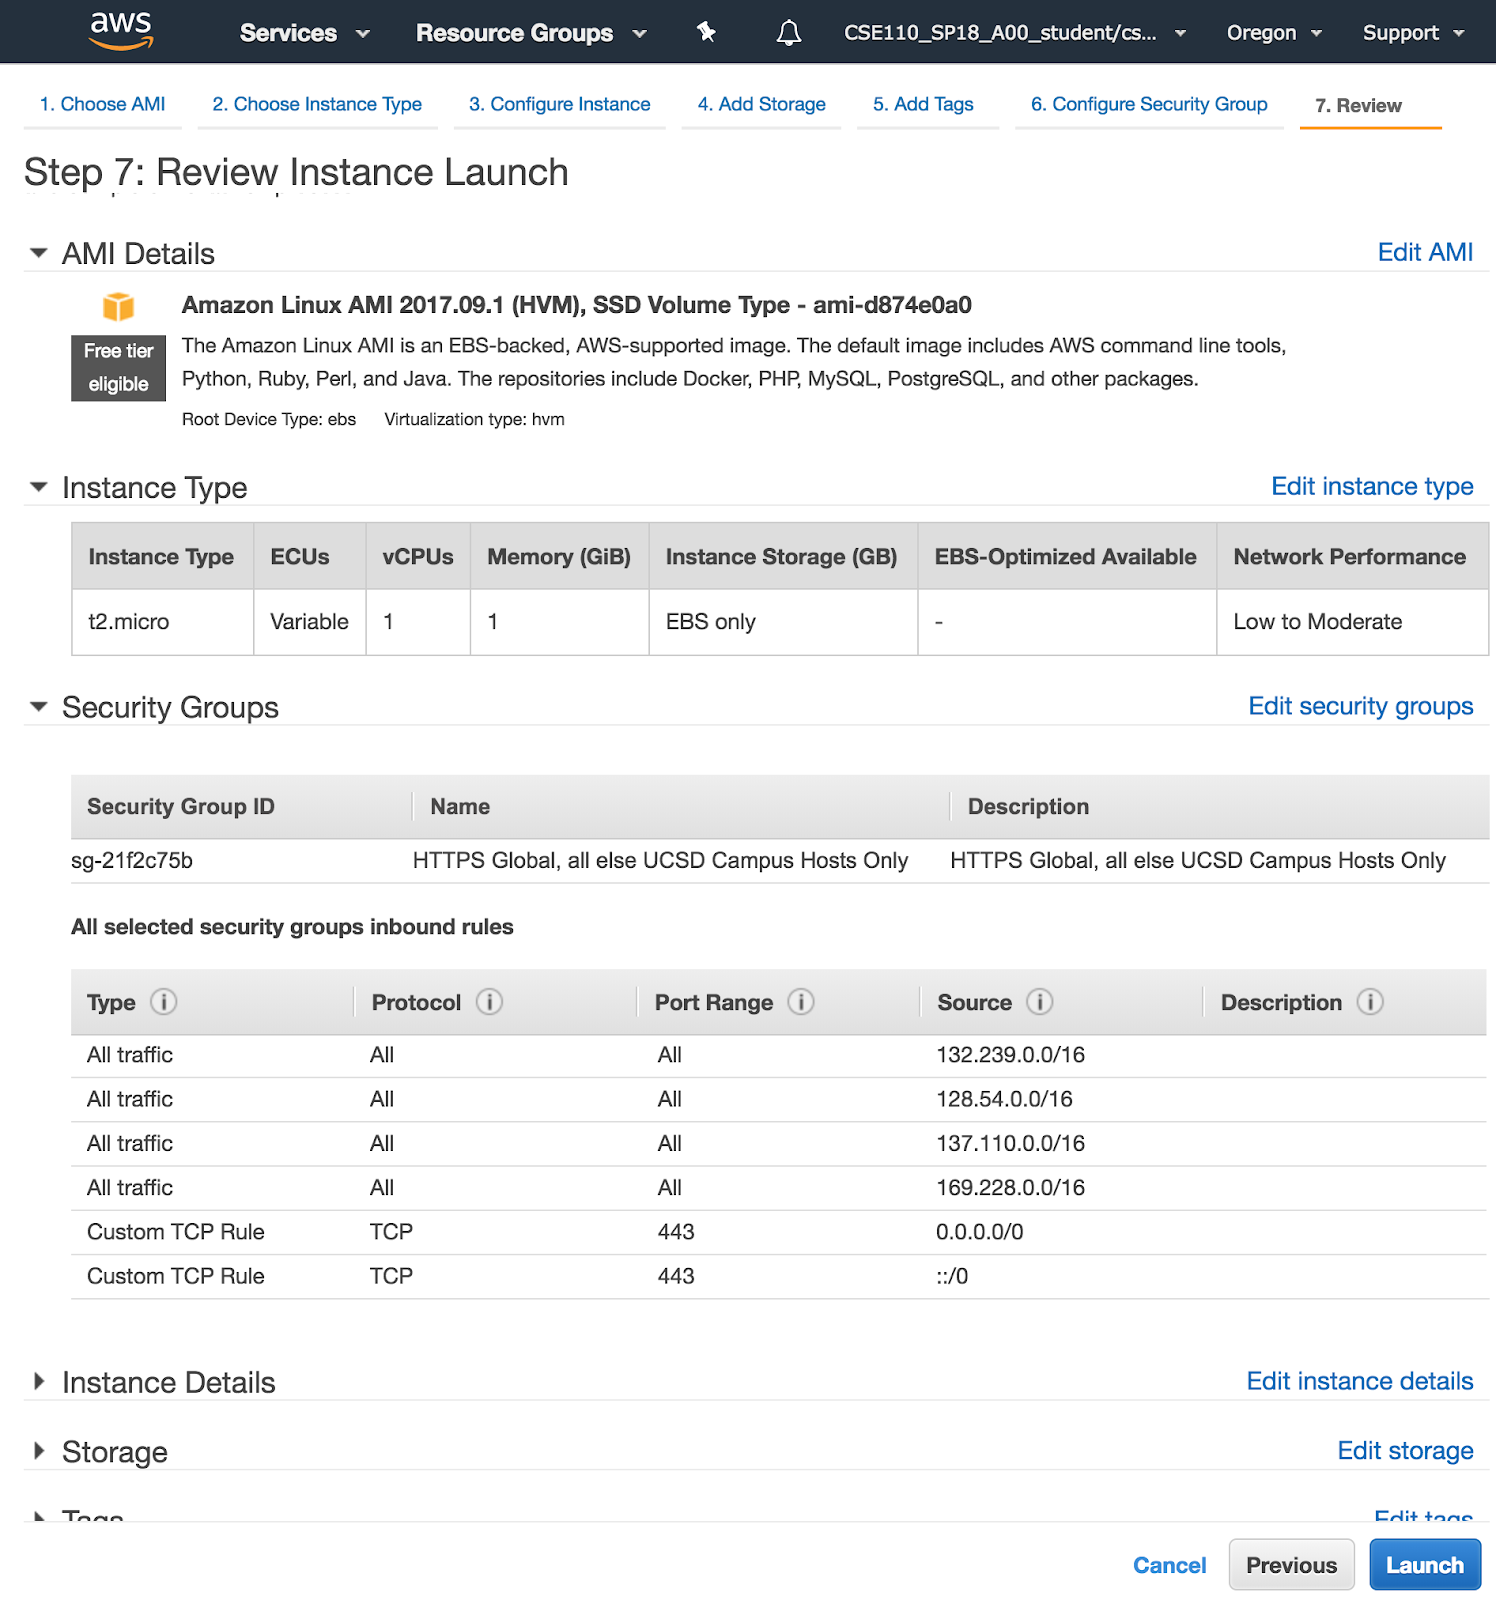 aws Services Resource Groups CSE110_SP18_A00_student/cs... Oregon Support
1. Choose AMI 2. Choose Instance Type 3. Configure Instance 4. Add Storage 5. Add Tags 6. Configure Security Group 7. Review
Step 7: Review Instance Launch
AMI Details Edit AMI
Amazon Linux AMI 2017.09.1 (HVM), SSD Volume Type - ami-d874e0a0
Free tier eligible
The Amazon Linux AMI is an EBS-backed, AWS-supported image. The default image includes AWS command line tools,
Python, Ruby, Perl, and Java. The repositories include Docker, PHP, MySQL, PostgreSQL, and other packages.
Root Device Type: ebs Virtualization type: hvm
Instance Type Edit instance type
Instance Type ECUs vCPUs Memory (GiB) Instance Storage (GB) EBS-Optimized Available Network Performance
t2.micro Variable 1 1 EBS only - Low to Moderate
Security Groups Edit security groups
Security Group ID Name Description
sg-21f2c75b HTTPS Global, all else UCSD Campus Hosts Only HTTPS Global, all else UCSD Campus Hosts Only
All selected security groups inbound rules
Type Protocol Port Range Source Description
All traffic All All 132.239.0.0/16
All traffic All All 128.54.0.0/16
All traffic All All 137.110.0.0/16
All traffic All All 169.228.0.0/16
Custom TCP Rule TCP 443 0.0.0.0/0
Custom TCP Rule TCP 443 ::/0
Instance Details Edit instance details
Storage Edit storage
Tags Edit tags
Cancel Previous Launch